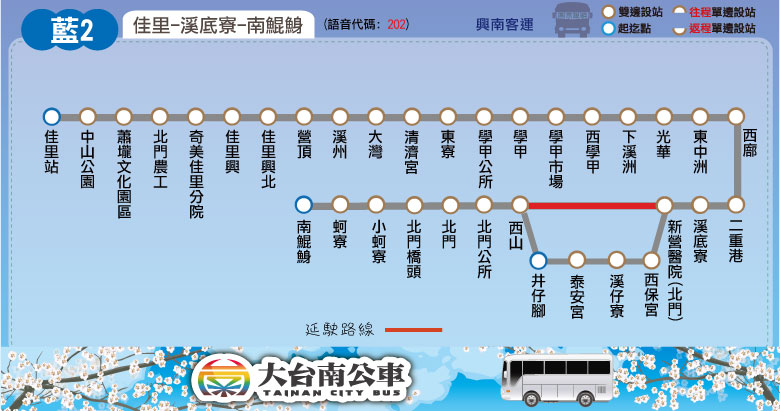 藍2
佳里-溪底寮-南鯤鯓
(語音代碼: 202)
興南客運
雙邊設站
往程單邊設站
起迄點
返程單邊設站
佳里站
中山公園
蕭壠文化園區
北門農工
奇美佳里分院
佳里興
佳里興北
營頂
溪州
大灣
清濟宮
東寮
學甲公所
學甲
學甲市場
西學甲
下溪洲
光華
東中洲
西廍
南鯤鯓
蚵寮
小蚵寮
北門橋頭
北門
北門公所
西山
新營醫院(北門)
溪底寮
二重港
井仔腳
泰安宮
溪仔寮
西保宮
延駛路線
大台南公車
TAINAN CITY BUS